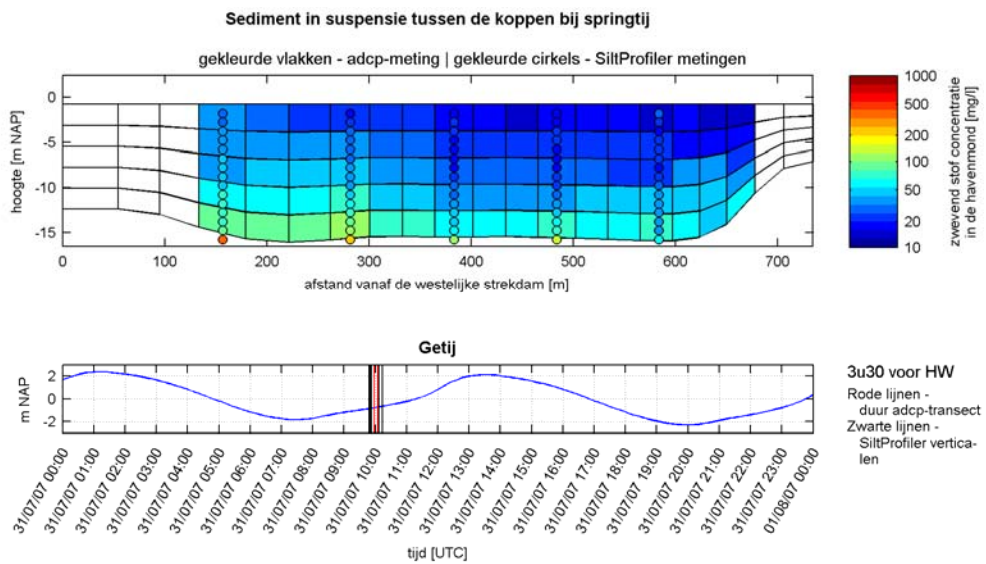 Sediment in suspensie tussen de koppen bij springtij
gekleurde vlakken - adcp-meting | gekleurde cirkels - SiltProfiler metingen
hoogte [m NAP]
0
-5
-10
-15
0 100 200 300 400 500 600 700
afstand vanaf de westelijke strekdam [m]
1000
500
200
100
50
20
10
zwevend stof concentratie
in de havenmond [mg/l]
Getij
m NAP
2
0
-2
31/07/07 00:00
31/07/07 01:00
31/07/07 02:00
31/07/07 03:00
31/07/07 04:00
31/07/07 05:00
31/07/07 06:00
31/07/07 07:00
31/07/07 08:00
31/07/07 09:00
31/07/07 10:00
31/07/07 11:00
31/07/07 12:00
31/07/07 13:00
31/07/07 14:00
31/07/07 15:00
31/07/07 16:00
31/07/07 17:00
31/07/07 18:00
31/07/07 19:00
31/07/07 20:00
31/07/07 21:00
31/07/07 22:00
31/07/07 23:00
01/08/07 00:00
tijd [UTC]
3u30 voor HW
Rode lijnen -
duur adcp-transect
Zwarte lijnen -
SiltProfiler vertica-
len